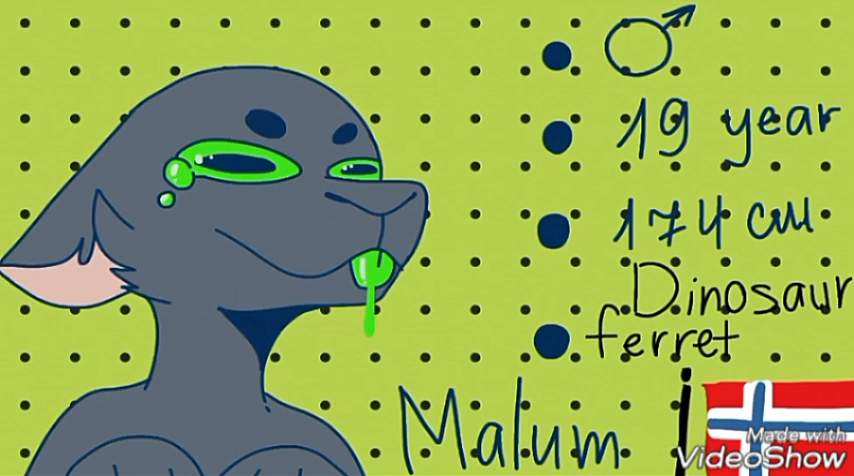 19 year
174 cm
Dinosaur
ferret
Malum
Made with
VideoShow